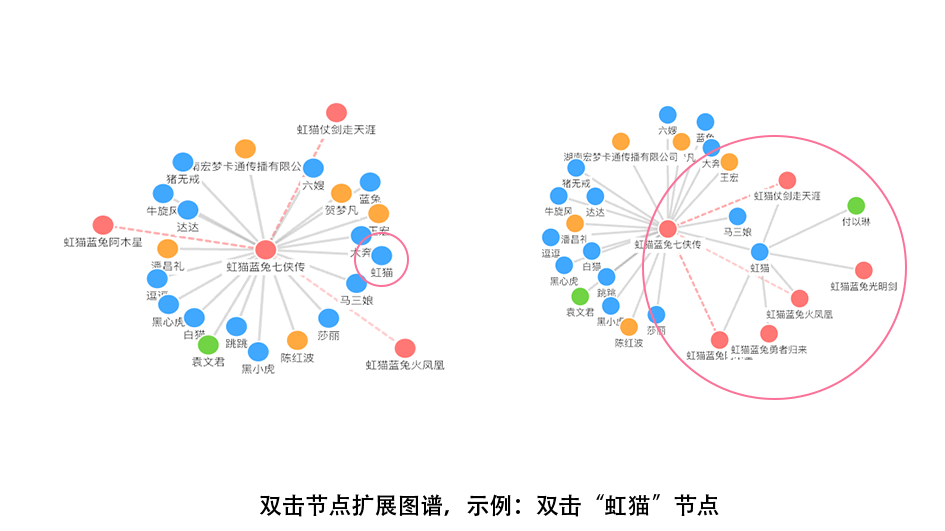 虹猫仗剑走天涯
南宏梦卡通传播有限公
猪无戒
六嫂
蓝兔
牛旋风
贺梦凡
达达
王宏
虹猫蓝兔阿木星
大奔
潘昌礼
虹猫蓝兔七侠传
虹猫
逗逗
马三娘
黑心虎
白猫
跳跳
莎丽
袁文君
黑小虎
陈红波
虹猫蓝兔火凤凰
六嫂
蓝兔
湖南宏梦卡通传播有限公司
凡
大奔
王宏
猪无戒
虹猫仗剑走天涯
牛旋风
达达
付以琳
马三娘
潘昌礼
虹猫蓝兔七侠传
逗逗
白猫
虹猫
黑心虎
虹猫蓝兔光明剑
跳跳
袁文君
虹猫蓝兔火凤凰
黑小
莎丽
陈红波
虹猫蓝兔
虹猫蓝兔勇者归来
双击节点扩展图谱，示例：双击“虹猫”节点